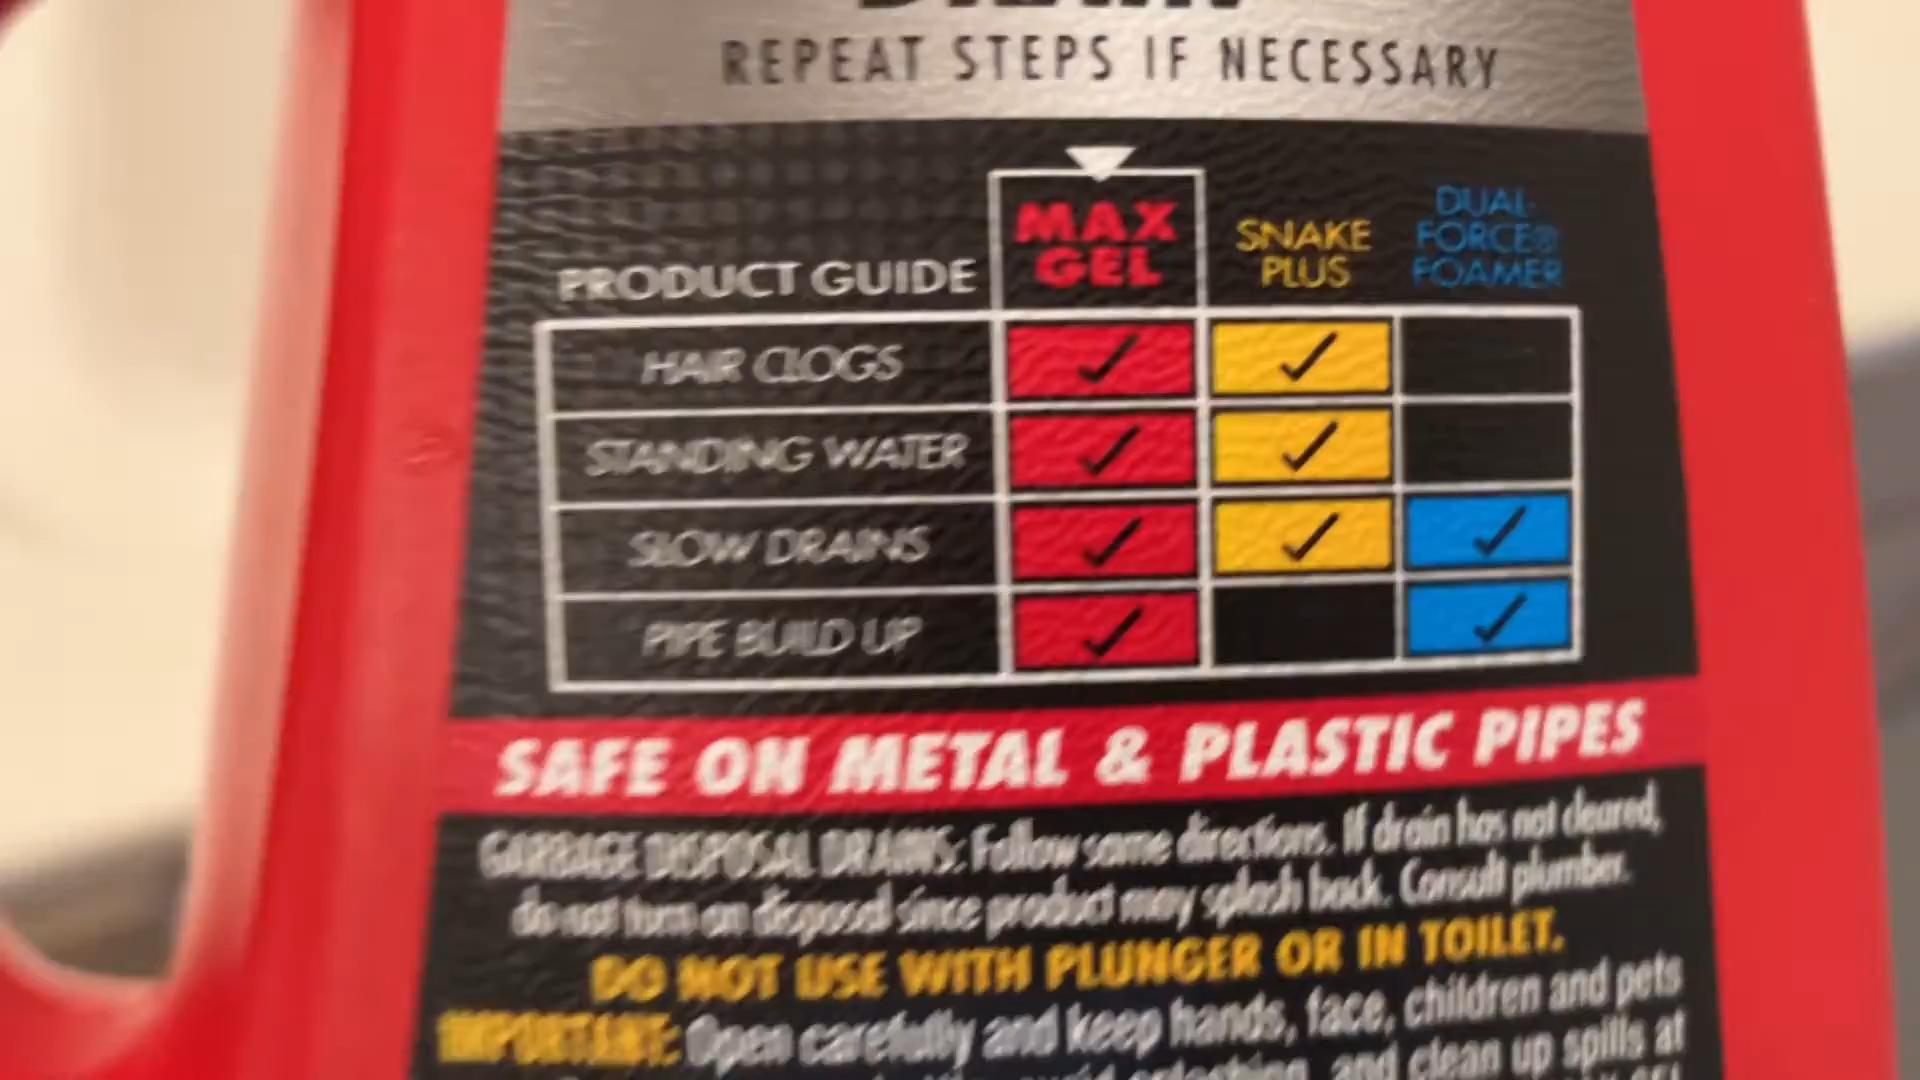 REPEAT STEPS IF NECESSARY
MAX GEL
SNAKE PLUS
DUAL-FORCE® FOAMER
PRODUCT GUIDE
HAIR CLOGS ✓ ✓
STANDING WATER ✓ ✓
SLOW DRAINS ✓ ✓ ✓
PIPE BUILD UP ✓ ✓
SAFE ON METAL & PLASTIC PIPES
GARBAGE DISPOSAL DRAINS: Follow same directions. If drain has not cleared,
do not turn on disposal since product may splash back. Consult plumber.
DO NOT USE WITH PLUNGER OR IN TOILET.
IMPORTANT: Open carefully and keep hands, face, children and pets
and clean up spills at